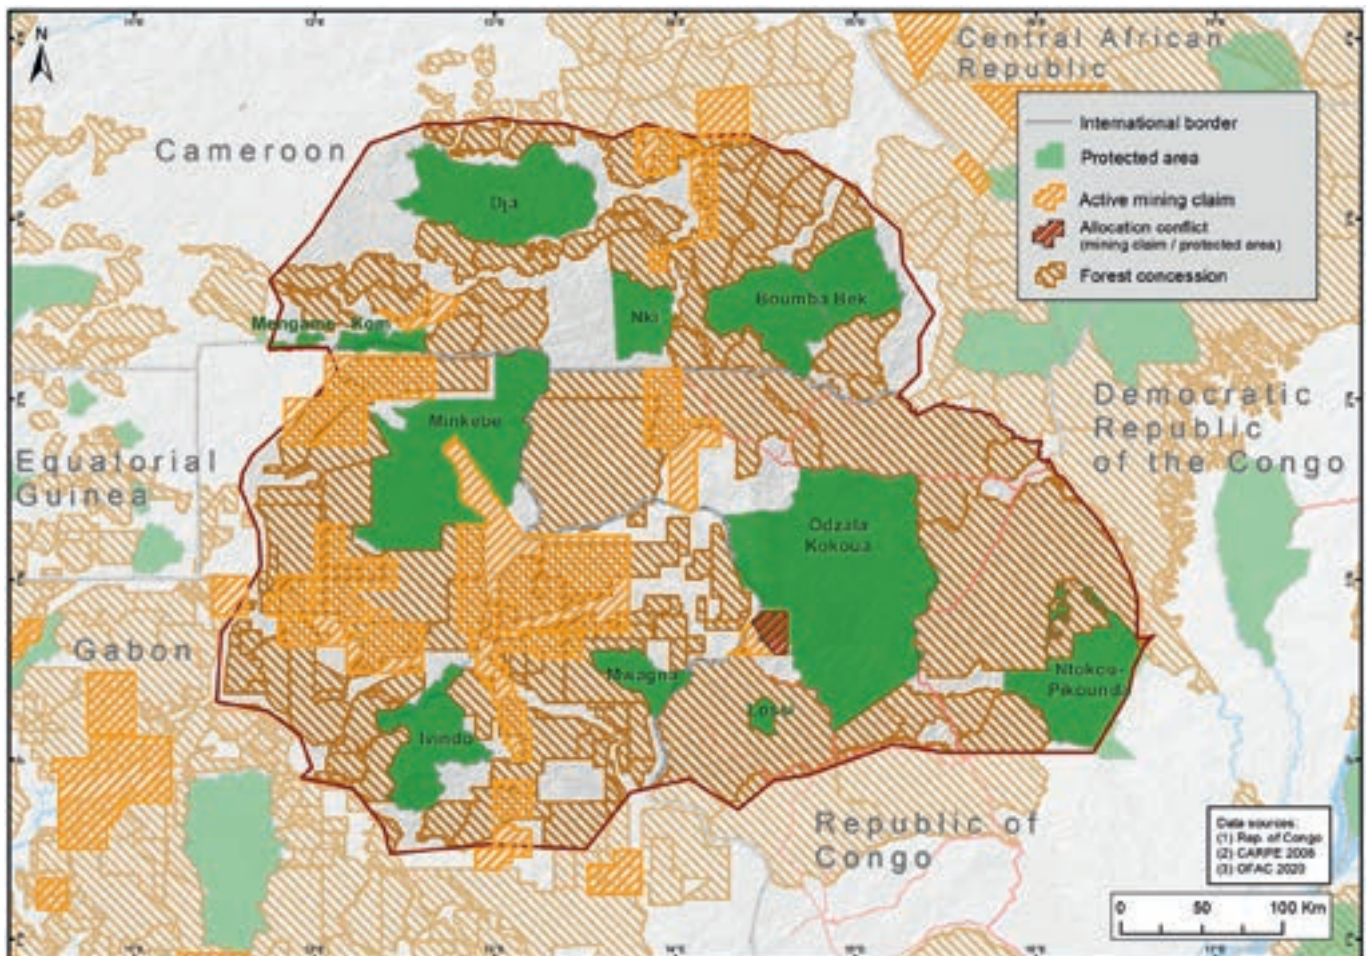 N
Central African
Republic
Cameroon
International border
Protected area
Active mining claim
Allocation conflict
(mining claim / protected area)
Forest concession
Dja
Boumba Bek
Nki
Mengame - Kom
Minkebe
Democratic
Republic
of the Congo
Equatorial
Guinea
Odzala
Kokoua
Gabon
Mwagna
Ntokou-
Pikounda
Lossi
Ivindo
Republic of
Congo
Data sources:
(1) Rep. of Congo
(2) CARPE 2006
(3) OFAC 2020
0 50 100 Km